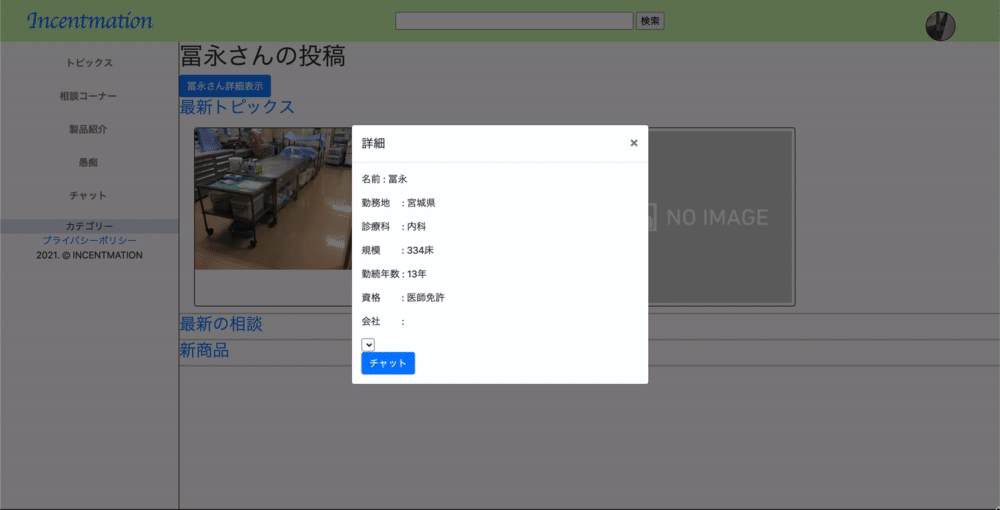 Incentmation
検索
トピックス
相談コーナー
製品紹介
愚痴
チャット
カテゴリー
プライバシーポリシー
2021. © INCENTMATION
冨永さんの投稿
冨永さん詳細表示
最新トピックス
詳細
×
名前 : 冨永
勤務地 : 宮城県
診療科 : 内科
規模 : 334床
勤続年数 : 13年
資格 : 医師免許
会社 :
チャット
NO IMAGE
最新の相談
新商品